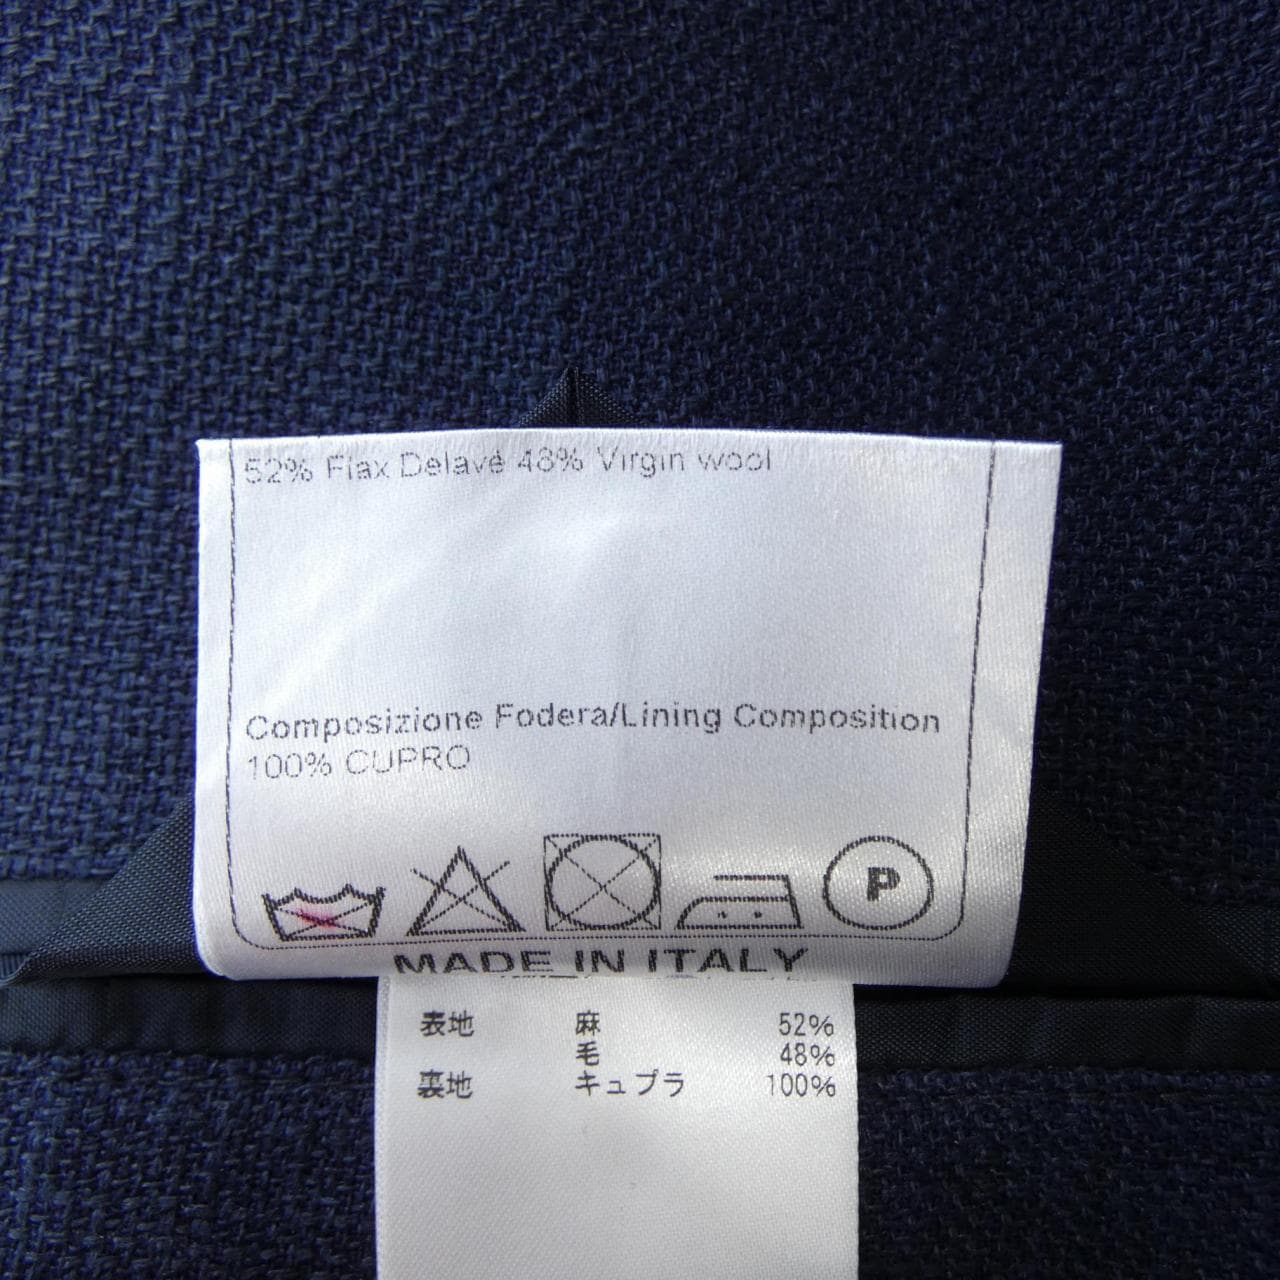 52% Flax Delavé 48% Virgin wool
Composizione Fodera/Lining Composition
100% CUPRO
P
MADE IN ITALY
表地 麻 52%
毛 48%
裏地 キュプラ 100%